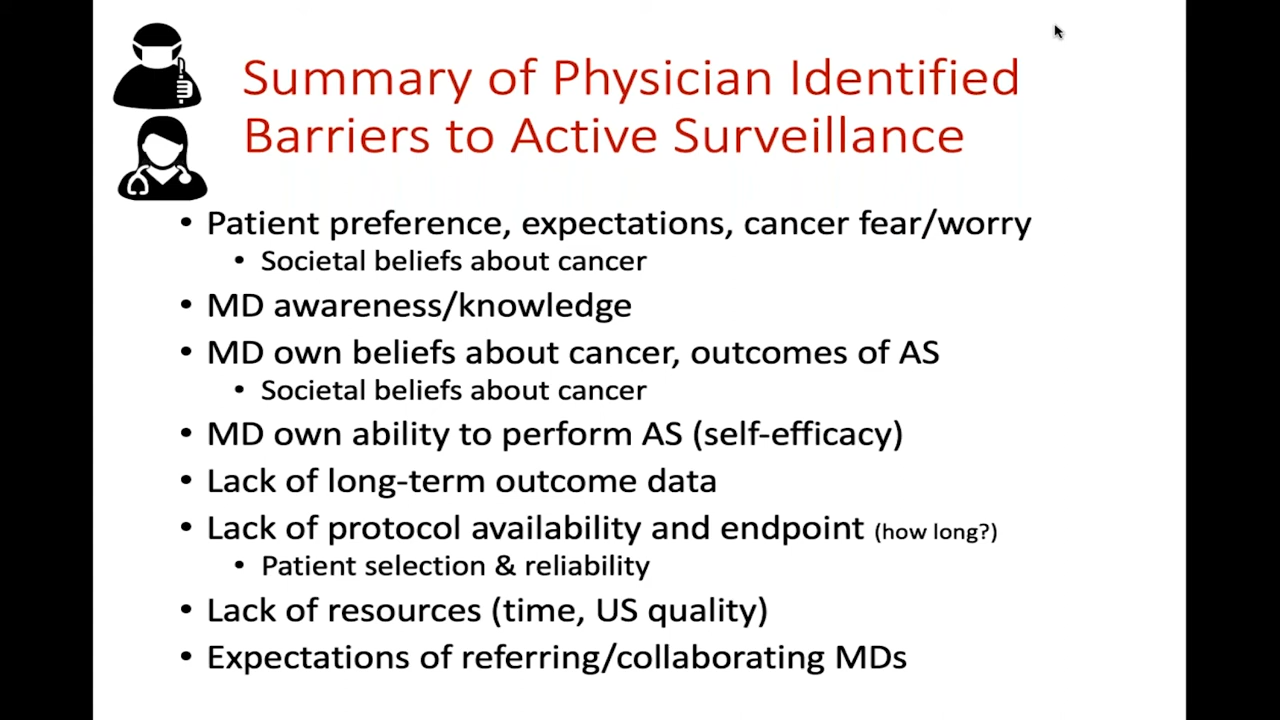 Summary of Physician Identified
Barriers to Active Surveillance
• Patient preference, expectations, cancer fear/worry
• Societal beliefs about cancer
• MD awareness/knowledge
• MD own beliefs about cancer, outcomes of AS
• Societal beliefs about cancer
• MD own ability to perform AS (self-efficacy)
• Lack of long-term outcome data
• Lack of protocol availability and endpoint (how long?)
• Patient selection & reliability
• Lack of resources (time, US quality)
• Expectations of referring/collaborating MDs